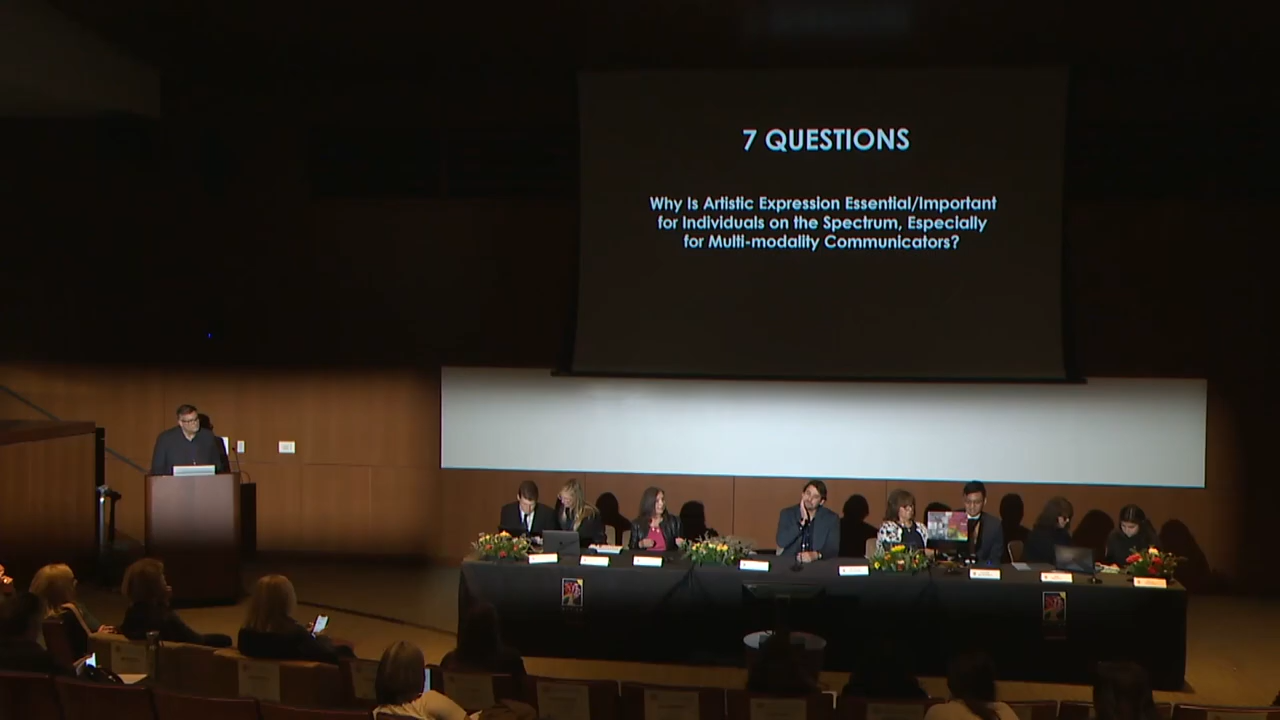 7 QUESTIONS
Why Is Artistic Expression Essential/Important
for Individuals on the Spectrum, Especially
for Multi-modality Communicators?